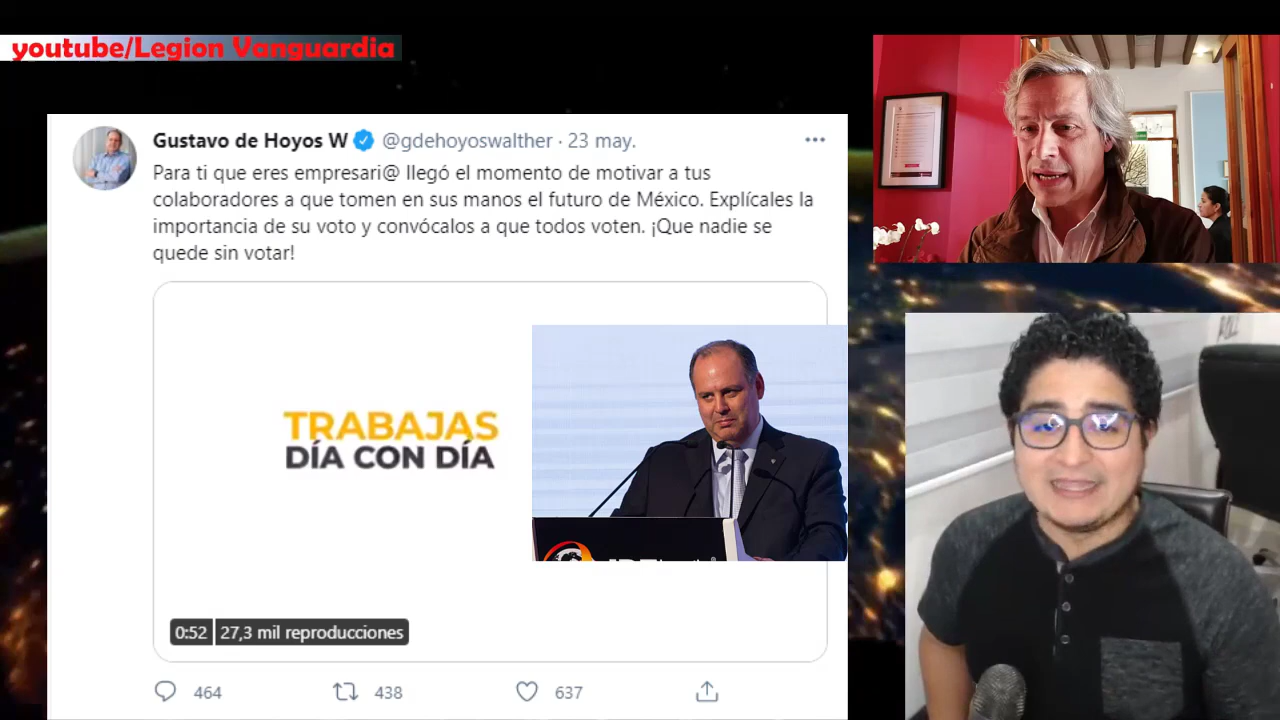 youtube/Legion Vanguardia
Gustavo de Hoyos W @gdehoyoswalther · 23 may.
Para ti que eres empresari@ llegó el momento de motivar a tus
colaboradores a que tomen en sus manos el futuro de México. Explícales la
importancia de su voto y convócalos a que todos voten. ¡Que nadie se
quede sin votar!
TRABAJAS
DÍA CON DÍA
0:52 27,3 mil reproducciones
464 438 637